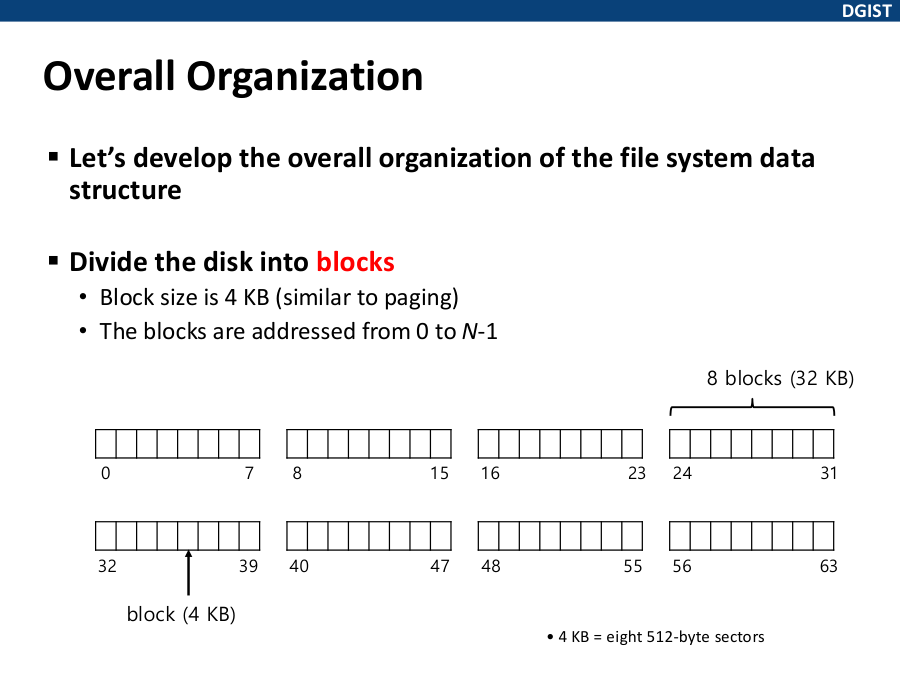 DGIST
Overall Organization
▪ Let’s develop the overall organization of the file system data
structure
▪ Divide the disk into blocks
• Block size is 4 KB (similar to paging)
• The blocks are addressed from 0 to N-1
8 blocks (32 KB)
0 7 8 15 16 23 24 31
32 39 40 47 48 55 56 63
block (4 KB)
• 4 KB = eight 512-byte sectors